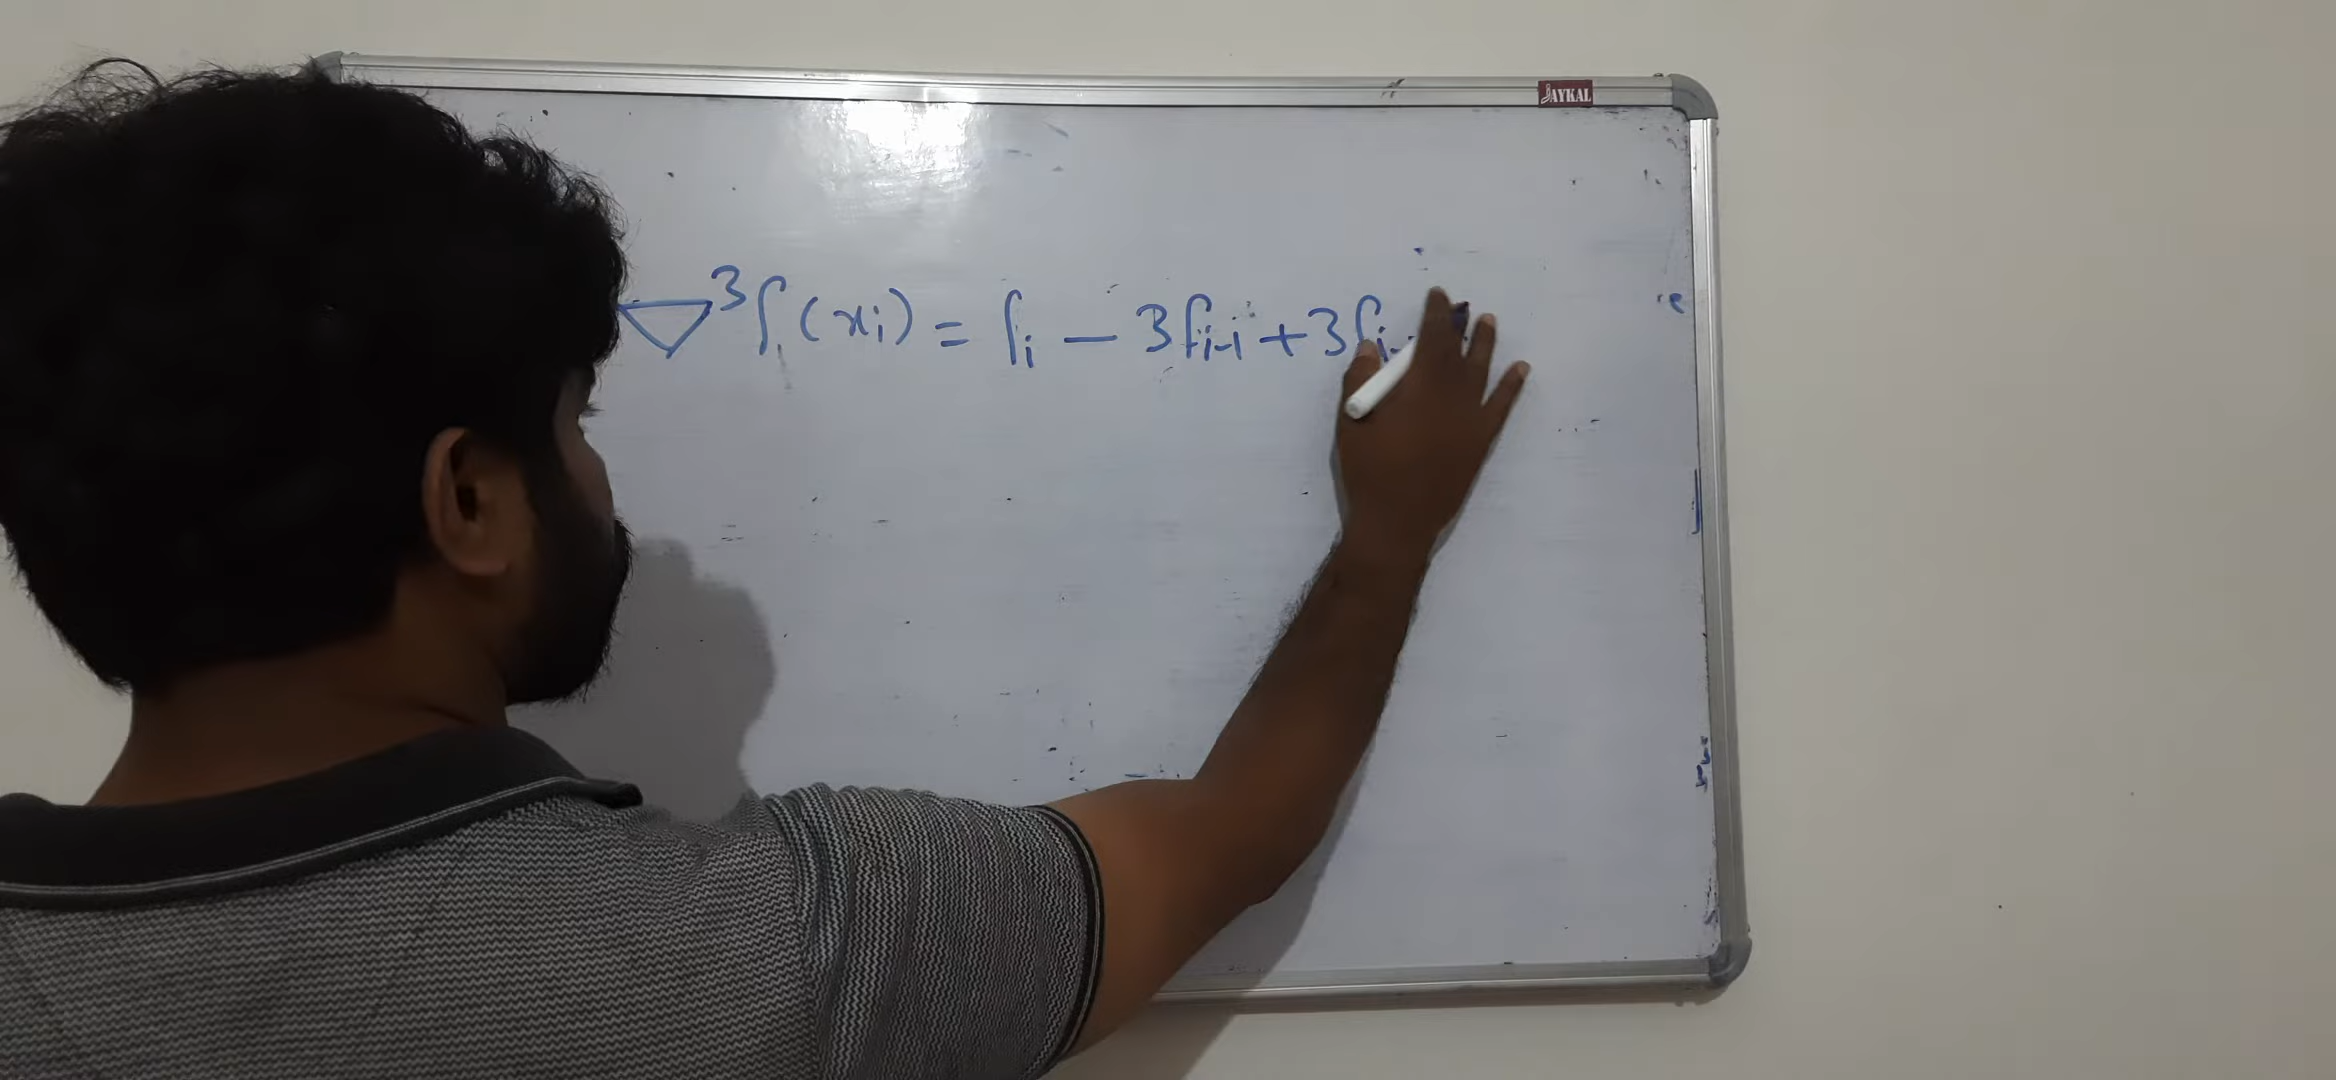 JAYKAL
∇³f(xᵢ) = fᵢ − 3fᵢ₋₁ + 3fᵢ₋